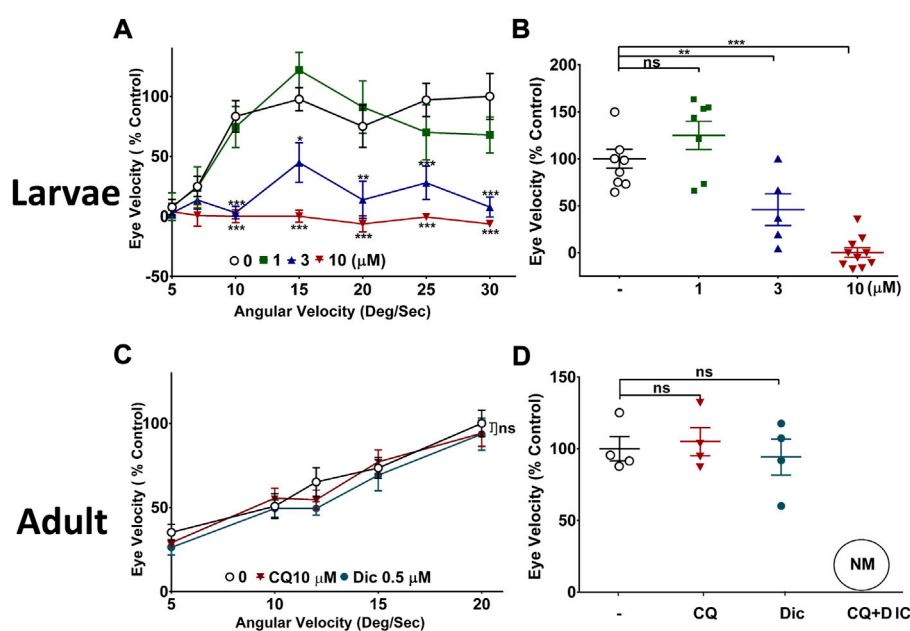 A
Eye Velocity ( % Control)
100
50
0
-50
***
***
*
***
**
***
***
***
***
***
0 1 3 10 (μM)
5 10 15 20 25 30
Angular Velocity (Deg/Sec)
B
***
**
ns
Eye Velocity (% Control)
200
150
100
50
0
- 1 3 10 (μM)
Larvae
C
Eye Velocity ( % Control)
100
50
0
ns
0 CQ10 μM Dic 0.5 μM
5 10 15 20
Angular Velocity (Deg/Sec)
D
ns
ns
Eye Velocity (% Control)
150
100
50
0
NM
- CQ Dic CQ+D IC
Adult